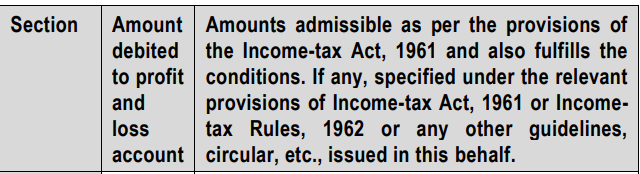 Section
Amount
debited
to profit
and
loss
account
Amounts admissible as per the provisions of
the Income-tax Act, 1961 and also fulfills the
conditions. If any, specified under the relevant
provisions of Income-tax Act, 1961 or Income-
tax Rules, 1962 or any other guidelines,
circular, etc., issued in this behalf.